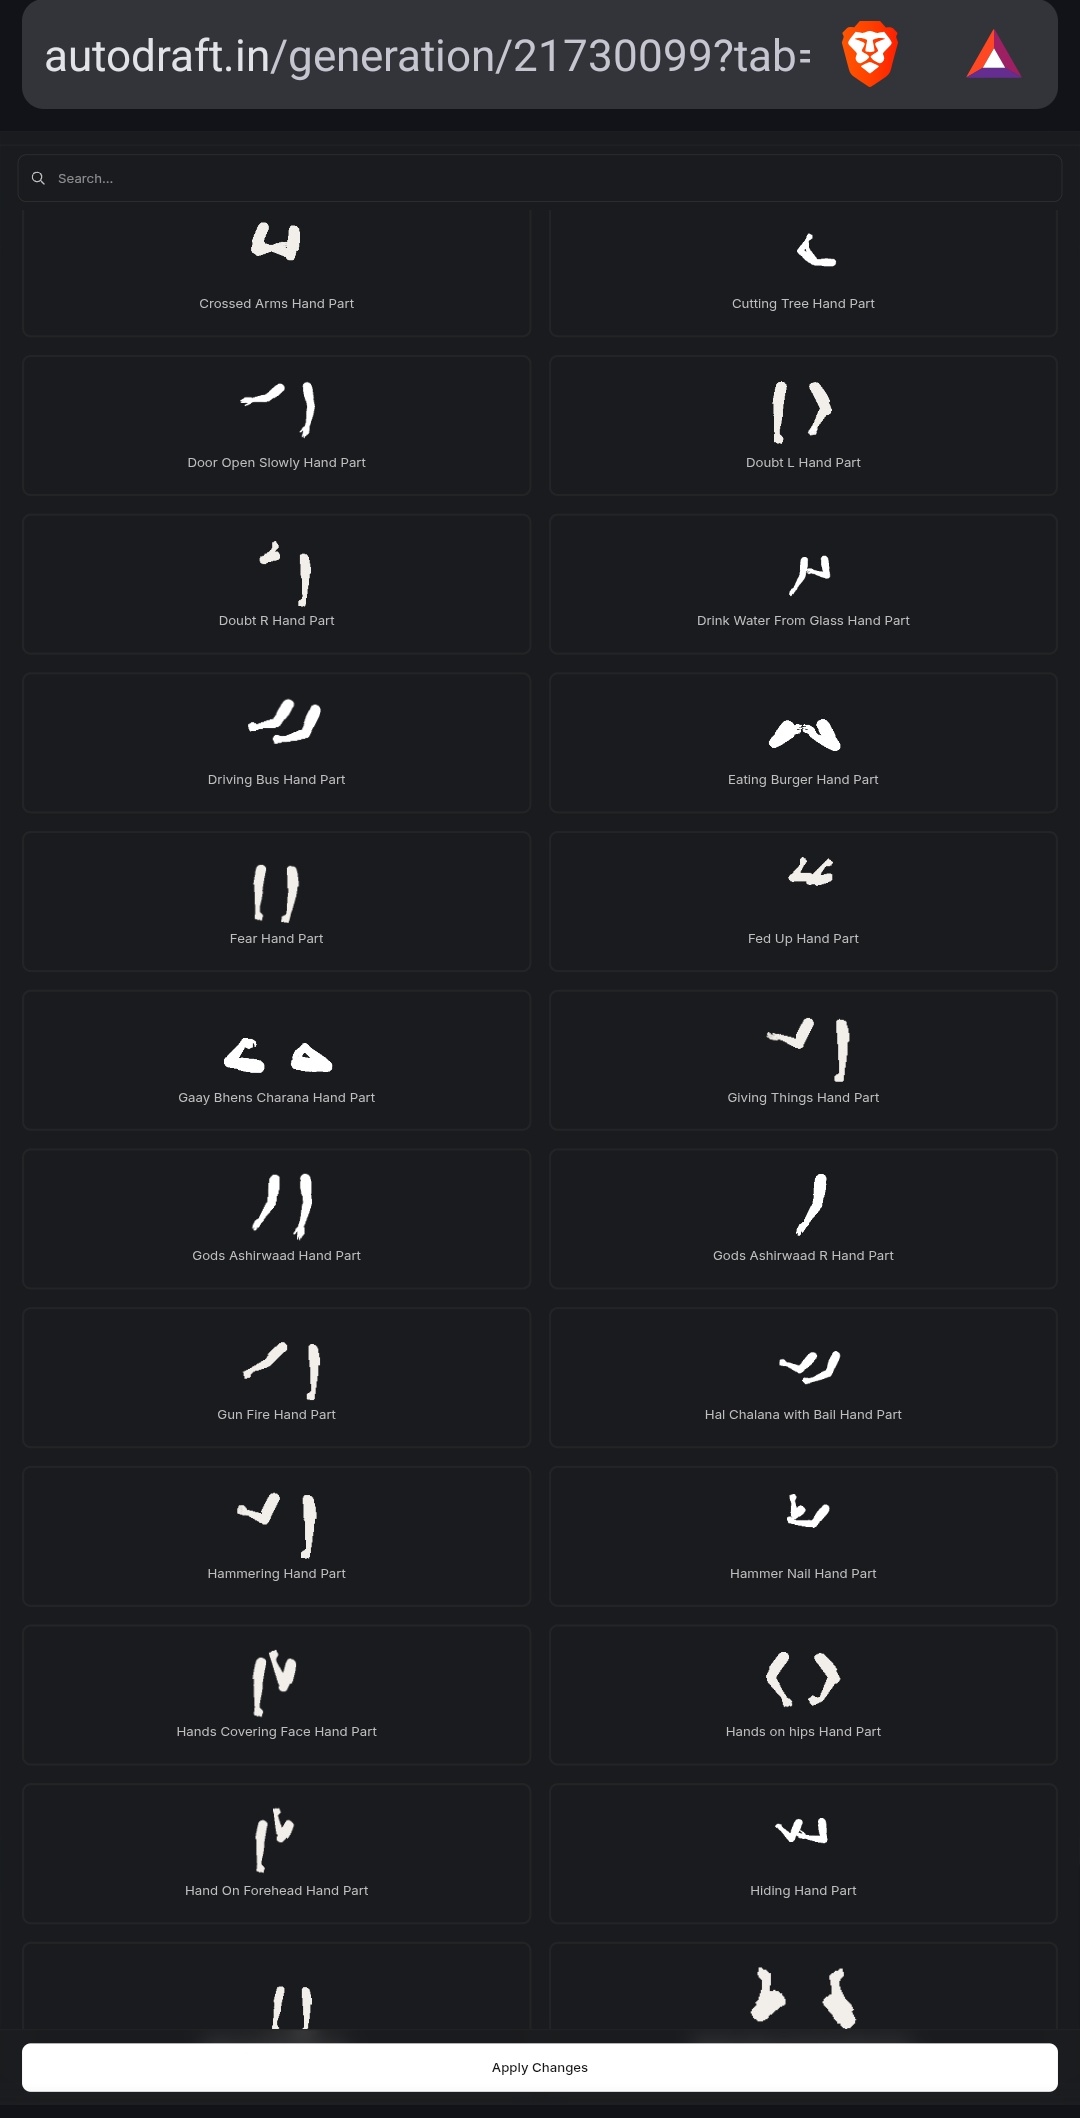 autodraft.in/generation/21730099?tab=
Search...
Crossed Arms Hand Part
Cutting Tree Hand Part
Door Open Slowly Hand Part
Doubt L Hand Part
Doubt R Hand Part
Drink Water From Glass Hand Part
Driving Bus Hand Part
Eating Burger Hand Part
Fear Hand Part
Fed Up Hand Part
Gaay Bhens Charana Hand Part
Giving Things Hand Part
Gods Ashirwaad Hand Part
Gods Ashirwaad R Hand Part
Gun Fire Hand Part
Hal Chalana with Bail Hand Part
Hammering Hand Part
Hammer Nail Hand Part
Hands Covering Face Hand Part
Hands on hips Hand Part
Hand On Forehead Hand Part
Hiding Hand Part
Apply Changes